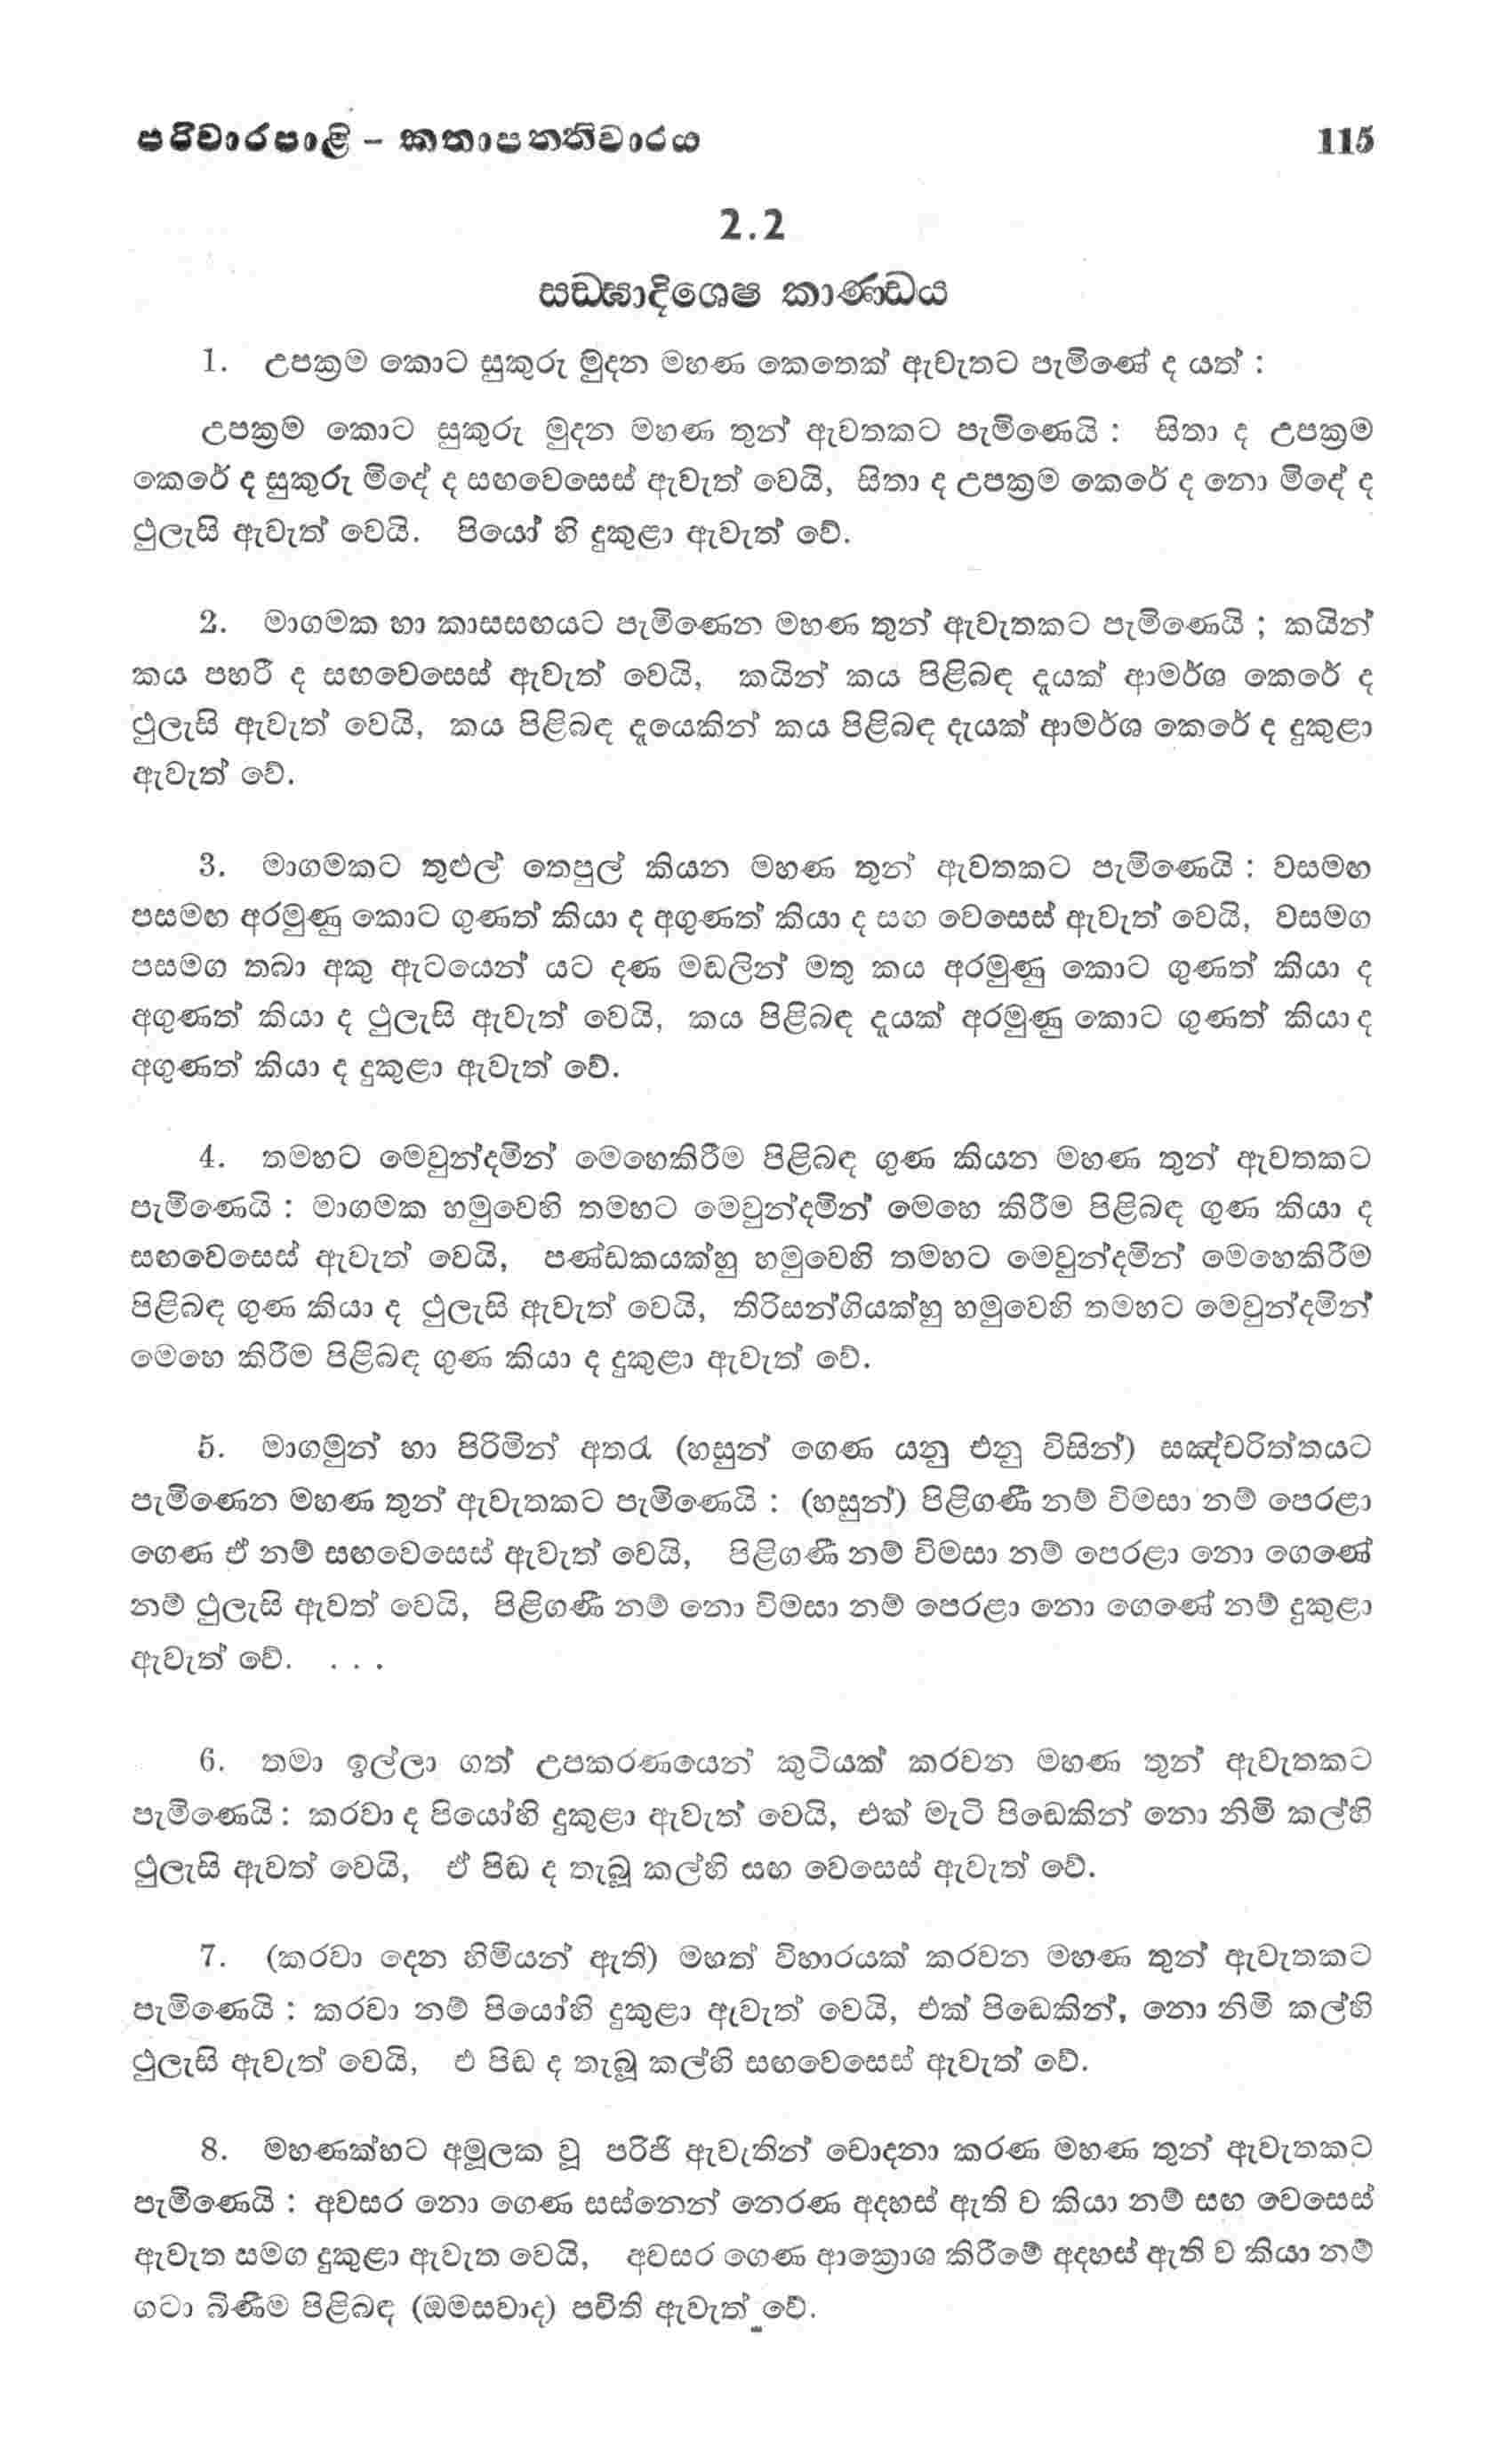 පරිවාරපාළි – කතාපත්තිවාරය 115
2.2
සඞ්ඝාදිශෙෂ කාණ්ඩය
1. උපක්‍රම කොට සුකුරු මුදන මහණ කෙතෙක් ඇවැතට පැමිණේ ද යත් :
උපක්‍රම කොට සුකුරු මුදන මහණ තුන් ඇවතකට පැමිණෙයි : සිතා ද උපක්‍රම
කෙරේ ද සුකුරු මිදේ ද සඟවෙසෙස් ඇවැත් වෙයි, සිතා ද උපක්‍රම කෙරේ ද නො මිදේ ද
ථුලැසි ඇවැත් වෙයි. පියෝ හි දුකුළා ඇවැත් වේ.
2. මාගමක හා කාසසඟයට පැමිණෙන මහණ තුන් ඇවැතකට පැමිණෙයි ; කයින්
කය පහරී ද සඟවෙසෙස් ඇවැත් වෙයි, කයින් කය පිළිබඳ දෑයක් ආමර්ශ කෙරේ ද
ථුලැසි ඇවැත් වෙයි, කය පිළිබඳ දෑයෙකින් කය පිළිබඳ දැයක් ආමර්ශ කෙරේ ද දුකුළා
ඇවැත් වේ.
3. මාගමකට තුළුල් තෙපුල් කියන මහණ තුන් ඇවතකට පැමිණෙයි : වසමඟ
පසමඟ අරමුණු කොට ගුණත් කියා ද අගුණත් කියා ද සඟ වෙසෙස් ඇවැත් වෙයි, වසමග
පසමග තබා අකු ඇටයෙන් යට දණ මඬලින් මතු කය අරමුණු කොට ගුණත් කියා ද
අගුණත් කියා ද ථුලැසි ඇවැත් වෙයි, කය පිළිබඳ දෑයක් අරමුණු කොට ගුණත් කියා ද
අගුණත් කියා ද දුකුළා ඇවැත් වේ.
4. තමහට මෙවුන්දමින් මෙහෙකිරීම පිළිබඳ ගුණ කියන මහණ තුන් ඇවතකට
පැමිණෙයි : මාගමක හමුවෙහි තමහට මෙවුන්දමින් මෙහෙ කිරීම පිළිබඳ ගුණ කියා ද
සඟවෙසෙස් ඇවැත් වෙයි, පණ්ඩකයක්හු හමුවෙහි තමහට මෙවුන්දමින් මෙහෙකිරීම
පිළිබඳ ගුණ කියා ද ථුලැසි ඇවැත් වෙයි, තිරිසන්ගියක්හු හමුවෙහි තමහට මෙවුන්දමින්
මෙහෙ කිරීම පිළිබඳ ගුණ කියා ද දුකුළා ඇවැත් වේ.
5. මාගමුන් හා පිරිමින් අතරැ (හසුන් ගෙණ යනු එනු විසින්) සඤ්චරිත්තයට
පැමිණෙන මහණ තුන් ඇවැතකට පැමිණෙයි : (හසුන්) පිළිගණී නම් විමසා නම් පෙරළා
ගෙණ ඒ නම් සඟවෙසෙස් ඇවැත් වෙයි, පිළිගණී නම් විමසා නම් පෙරළා නො ගෙණේ
නම් ථුලැසි ඇවත් වෙයි, පිළිගණී නම් නො විමසා නම් පෙරළා නො ගෙණේ නම් දුකුළා
ඇවැත් වේ. . . .
6. තමා ඉල්ලා ගත් උපකරණයෙන් කුටියක් කරවන මහණ තුන් ඇවැතකට
පැමිණෙයි : කරවා ද පියෝහි දුකුළා ඇවැත් වෙයි, එක් මැටි පිඬෙකින් නො නිමි කල්හි
ථුලැසි ඇවත් වෙයි, ඒ පිඬ ද තැබූ කල්හි සඟ වෙසෙස් ඇවැත් වේ.
7. (කරවා දෙන හිමියන් ඇති) මහත් විහාරයක් කරවන මහණ තුන් ඇවැතකට
පැමිණෙයි : කරවා නම් පියෝහි දුකුළා ඇවැත් වෙයි, එක් පිඬෙකින්, නො නිමි කල්හි
ථුලැසි ඇවැත් වෙයි, එ පිඬ ද තැබූ කල්හි සඟවෙසෙස් ඇවැත් වේ.
8. මහණක්හට අමූලක වූ පරිජි ඇවැතින් චොදනා කරණ මහණ තුන් ඇවැතකට
පැමිණෙයි : අවසර නො ගෙණ සස්නෙන් නෙරණ අදහස් ඇති ව කියා නම් සඟ වෙසෙස්
ඇවැත සමග දුකුළා ඇවැත වෙයි, අවසර ගෙණ ආක්‍රොශ කිරීමේ අදහස් ඇති ව කියා නම්
ගටා බිණීම පිළිබඳ (ඔමසවාද) පචිති ඇවැත් වේ.